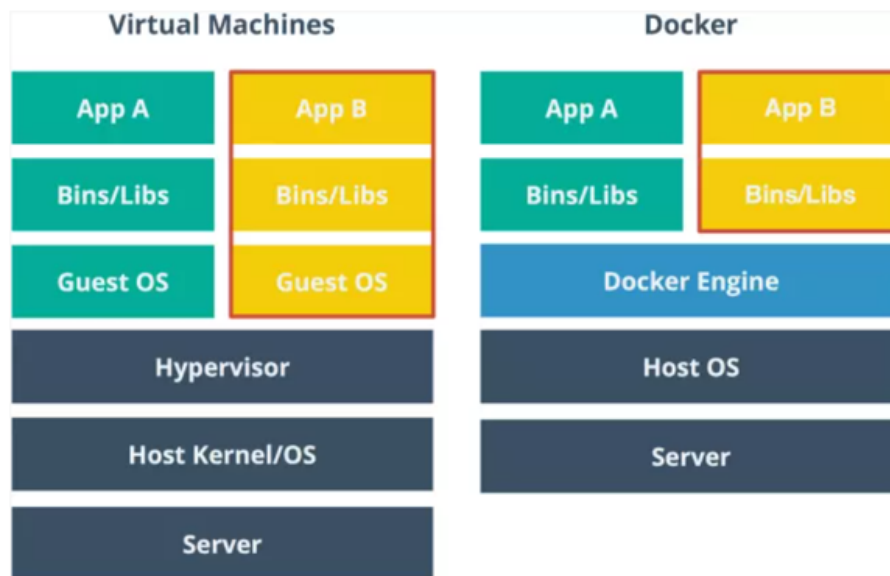 Virtual Machines
App A
App B
Bins/Libs
Bins/Libs
Guest OS
Guest OS
Hypervisor
Host Kernel/OS
Server
Docker
App A
App B
Bins/Libs
Bins/Libs
Docker Engine
Host OS
Server